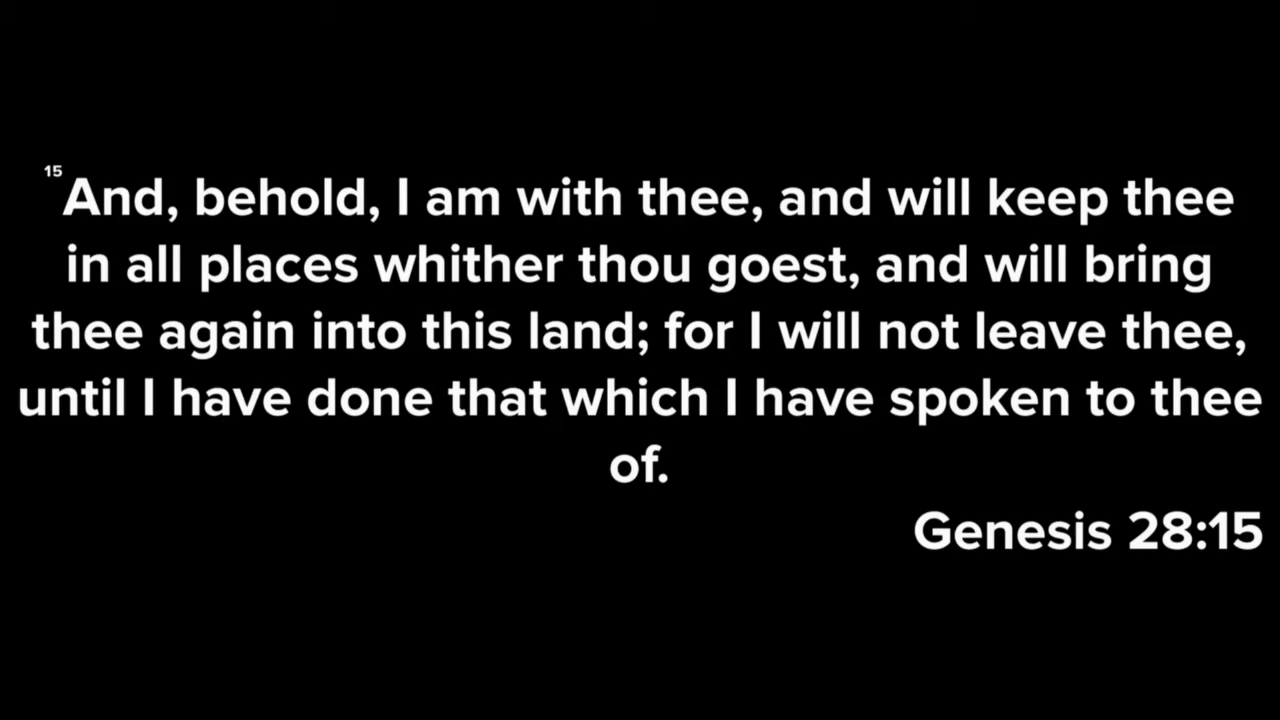 15And, behold, I am with thee, and will keep thee
in all places whither thou goest, and will bring
thee again into this land; for I will not leave thee,
until I have done that which I have spoken to thee
of.
Genesis 28:15